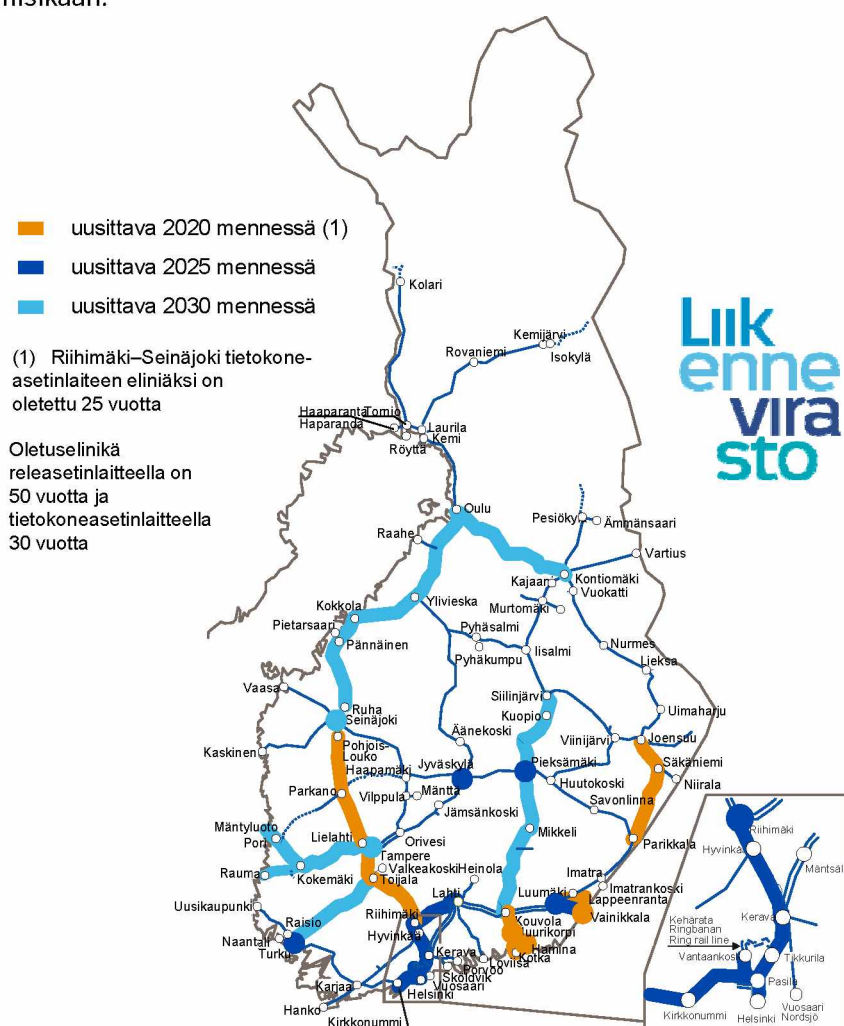 uusittava 2020 mennessä (1)
uusittava 2025 mennessä
uusittava 2030 mennessä
(1) Riihimäki–Seinäjoki tietokone-
asetinlaiteen eliniäksi on
oletettu 25 vuotta
Oletuselinikä
releasetinlaitteella on
50 vuotta ja
tietokoneasetinlaitteella
30 vuotta
Liik
enne
vira
sto
Kolari
Kemijärvi
Isokylä
Rovaniemi
Haaparanta
Tornio
Haparanda
Laurila
Kemi
Röyttä
Oulu
Raahe
Pesiökylä
Ämmänsaari
Vartius
Kajaani
Kontiomäki
Vuokatti
Murtomäki
Ylivieska
Kokkola
Pietarsaari
Pännäinen
Pyhäsalmi
Pyhäkumpu
Iisalmi
Nurmes
Lieksa
Vaasa
Ruha
Seinäjoki
Siilinjärvi
Kuopio
Uimaharju
Kaskinen
Pohjois-
Louko
Haapamäki
Äänekoski
Jyväskylä
Pieksämäki
Viinijärvi
Joensuu
Säkäniemi
Niirala
Huutokoski
Parkano
Vilppula
Mänttä
Jämsänkoski
Savonlinna
Mäntyluoto
Pori
Lielahti
Orivesi
Mikkeli
Parikkala
Tampere
Valkeakoski
Heinola
Rauma
Kokemäki
Toijala
Imatra
Imatrankoski
Uusikaupunki
Lahti
Luumäki
Lappeenranta
Raisio
Riihimäki
Kouvola
Vainikkala
Juurikorpi
Naantali
Turku
Hyvinkää
Hamina
Kerava
Kotka
Loviisa
Porvoo
Sköldvik
Karjaa
Vuosaari
Helsinki
Hanko
Kirkkonummi
Riihimäki
Hyvinkää
Mäntsälä
Kerava
Kehärata
Ringbanan
Ring rail line
Vantaankoski
Tikkurila
Pasila
Kirkkonummi
Helsinki
Vuosaari
Nordsjö